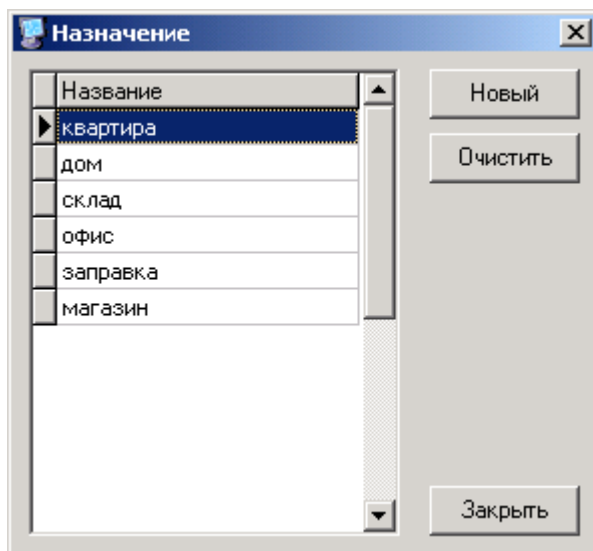 Назначение
Название
квартира
дом
склад
офис
заправка
магазин
Новый
Очистить
Закрыть